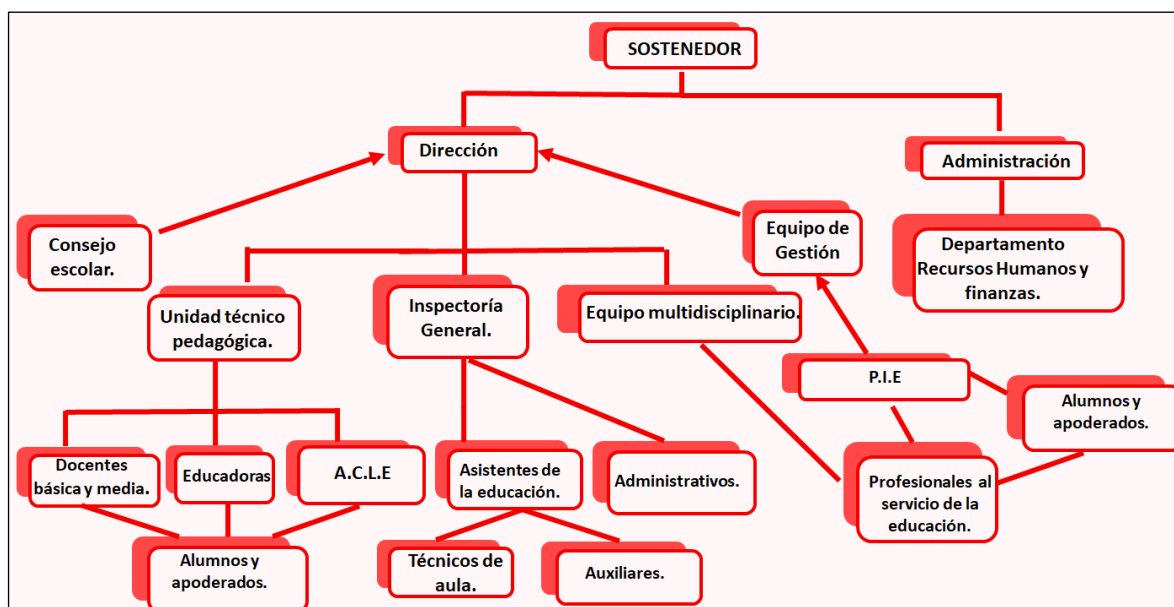 SOSTENEDOR
Dirección
Administración
Consejo
escolar.
Equipo de
Gestión
Departamento
Recursos Humanos y
finanzas.
Unidad técnico
pedagógica.
Inspectoría
General.
Equipo multidisciplinario.
P.I.E
Alumnos y
apoderados.
Docentes
básica y media.
Educadoras
A.C.L.E
Asistentes de
la educación.
Administrativos.
Profesionales al
servicio de la
educación.
Alumnos y
apoderados.
Técnicos de
aula.
Auxiliares.